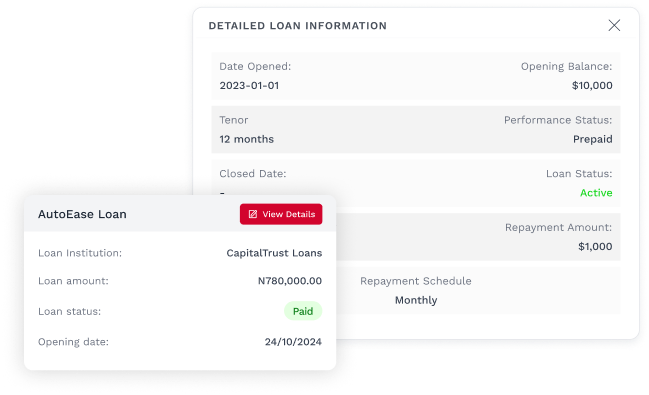 DETAILED LOAN INFORMATION
Date Opened: Opening Balance:
2023-01-01 $10,000
Tenor Performance Status:
12 months Prepaid
Closed Date: Loan Status:
- Active
Repayment Amount:
$1,000
Repayment Schedule
Monthly
AutoEase Loan View Details
Loan Institution: CapitalTrust Loans
Loan amount: N780,000.00
Loan status: Paid
Opening date: 24/10/2024